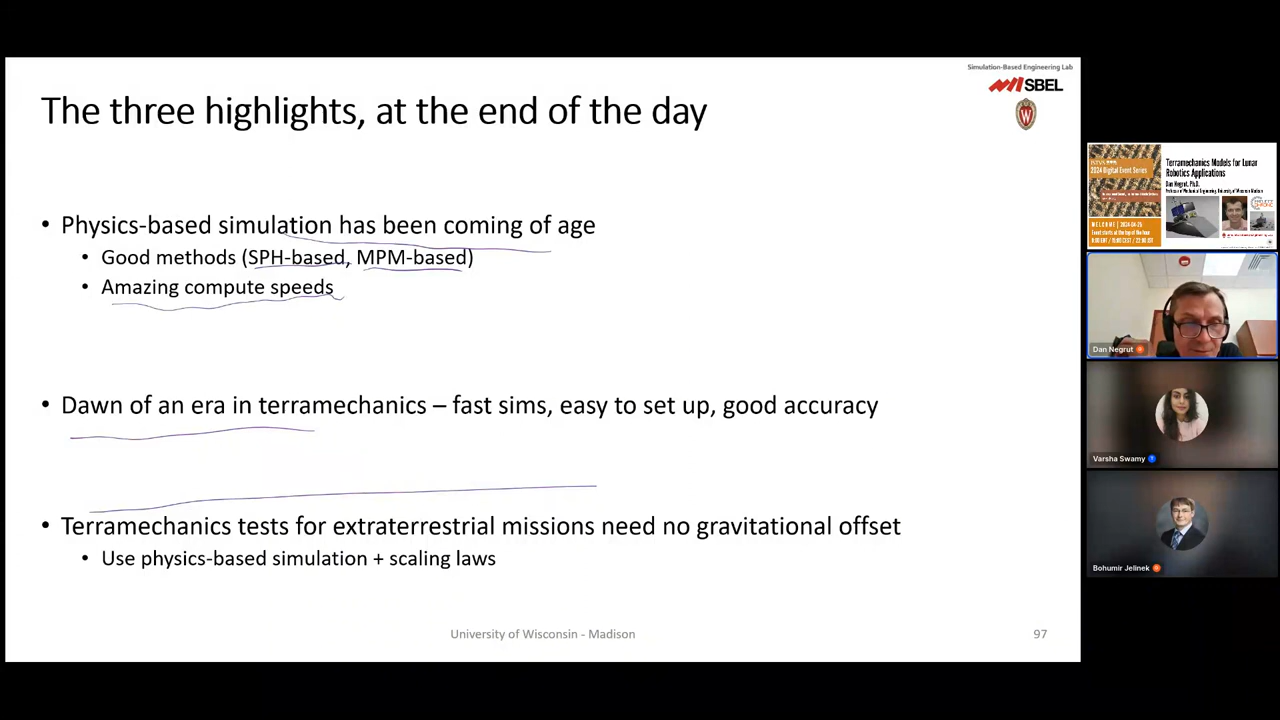 Simulation-Based Engineering Lab
SBEL
W
The three highlights, at the end of the day
• Physics-based simulation has been coming of age
• Good methods (SPH-based, MPM-based)
• Amazing compute speeds
• Dawn of an era in terramechanics – fast sims, easy to set up, good accuracy
• Terramechanics tests for extraterrestrial missions need no gravitational offset
• Use physics-based simulation + scaling laws
University of Wisconsin - Madison
97
2024 Digital Event Series
Terramechanics Models for Lunar
Robotics Applications
Dan Negrut, Ph.D.
Dan Negrut
Varsha Swamy
Bohumir Jelinek